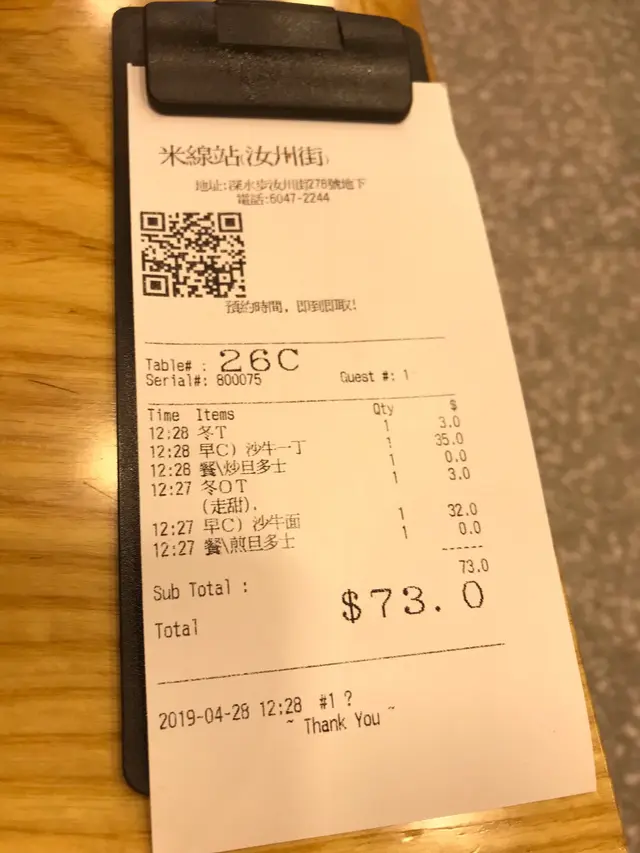 米線站(汝州街)
地址:深水步汝州街278號地下
電話:6047-2244
預約時間，即到即取!
Table# : 26C
Serial#: 800075 Guest #: 1
Time Items Qty $
12:28 冬T 1 3.0
12:28 早C) 沙牛一丁 1 35.0
12:28 餐\炒旦多士 1 0.0
12:27 冬OT 1 3.0
(走甜),
12:27 早C) 沙牛面 1 32.0
12:27 餐\煎旦多士 1 0.0
------
Sub Total : 73.0
Total $73.0
2019-04-28 12:28 #1 ?
~ Thank You ~